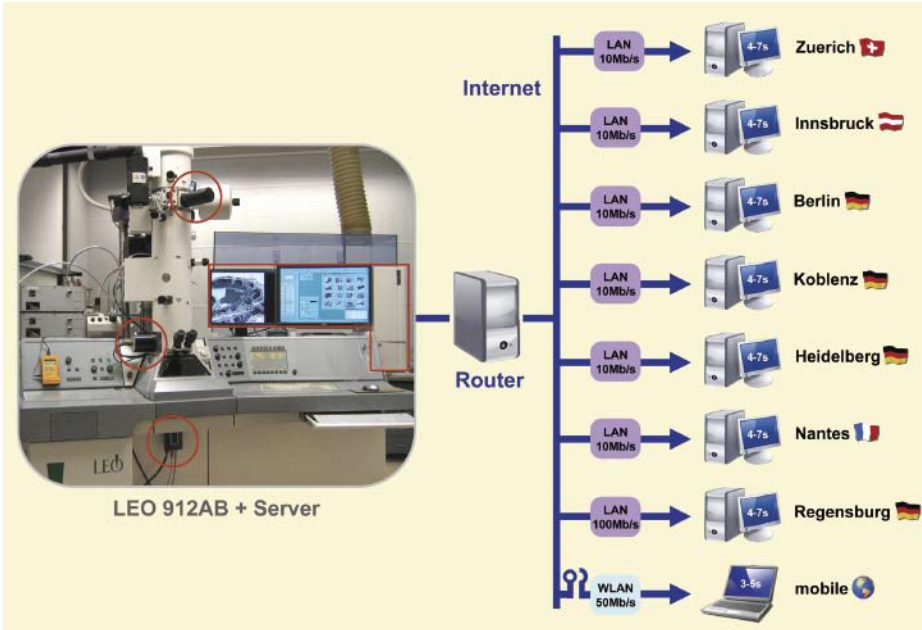 LAN
10Mb/s
4-7s
Zuerich
Internet
LAN
10Mb/s
4-7s
Innsbruck
LAN
10Mb/s
4-7s
Berlin
LAN
10Mb/s
4-7s
Koblenz
Router
LAN
10Mb/s
4-7s
Heidelberg
LAN
10Mb/s
4-7s
Nantes
LEO
LEO 912AB + Server
LAN
100Mb/s
4-7s
Regensburg
WLAN
50Mb/s
3-5s
mobile